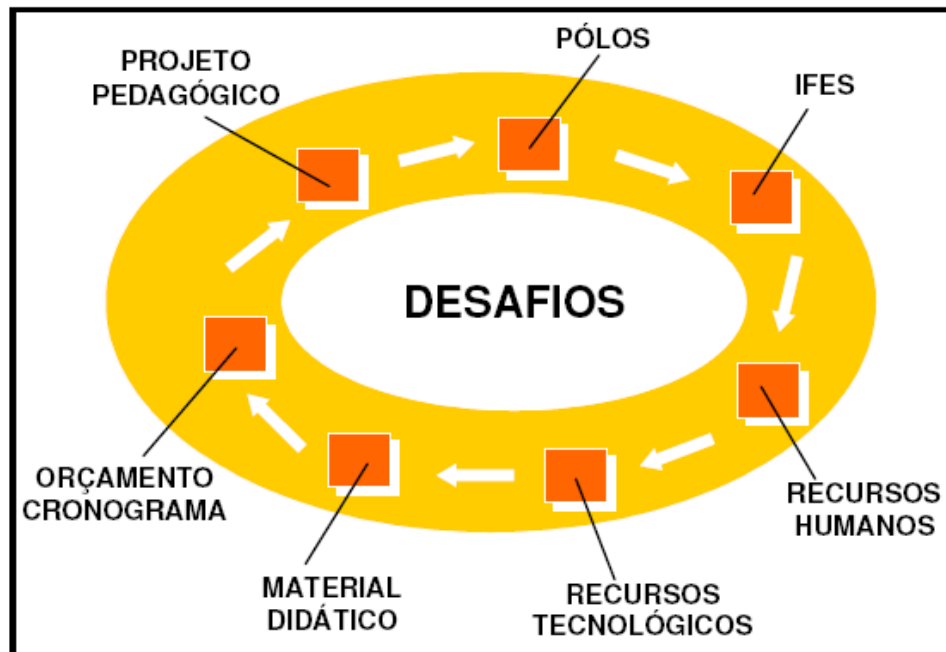 PÓLOS
PROJETO
PEDAGÓGICO
IFES
DESAFIOS
ORÇAMENTO
CRONOGRAMA
RECURSOS
HUMANOS
MATERIAL
DIDÁTICO
RECURSOS
TECNOLÓGICOS